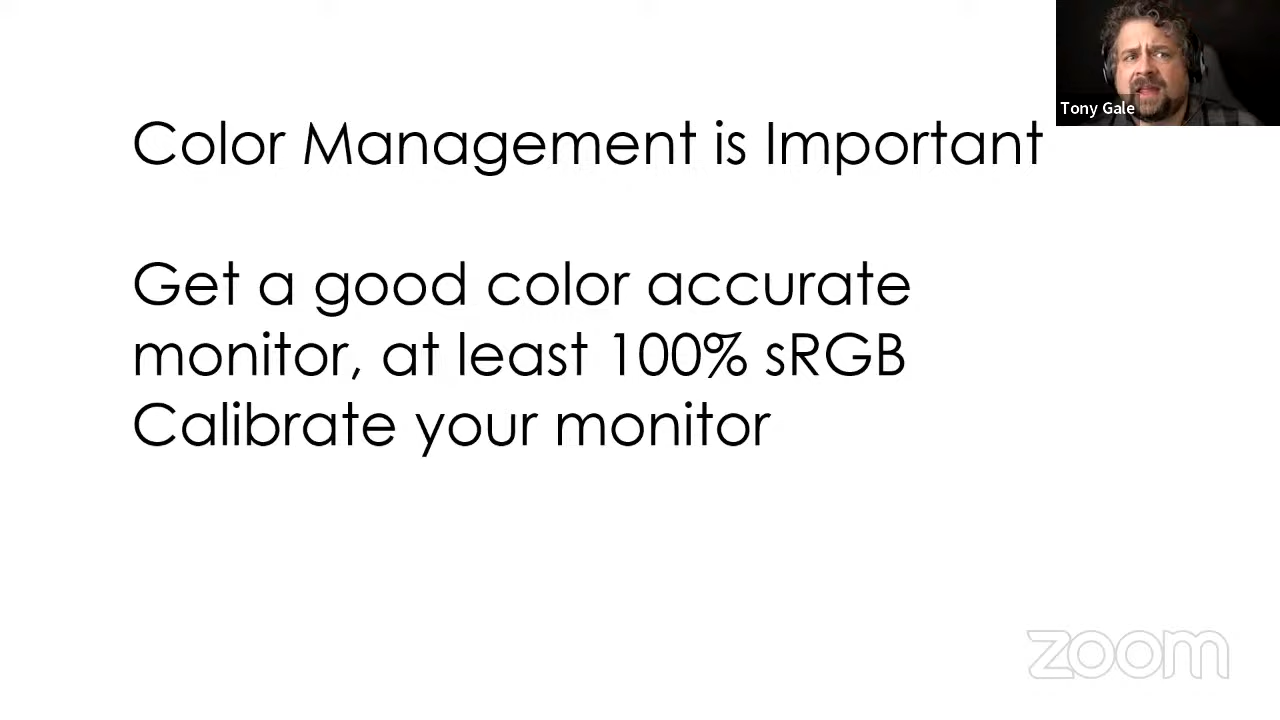 Tony Gale
Color Management is Important
Get a good color accurate
monitor, at least 100% sRGB
Calibrate your monitor
zoom